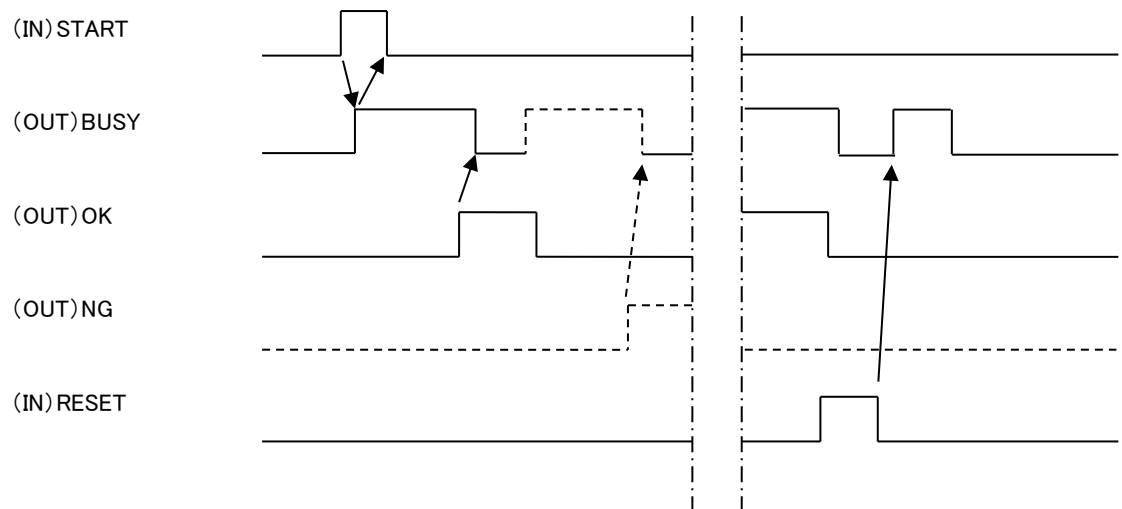 (IN)START
(OUT)BUSY
(OUT)OK
(OUT)NG
(IN)RESET